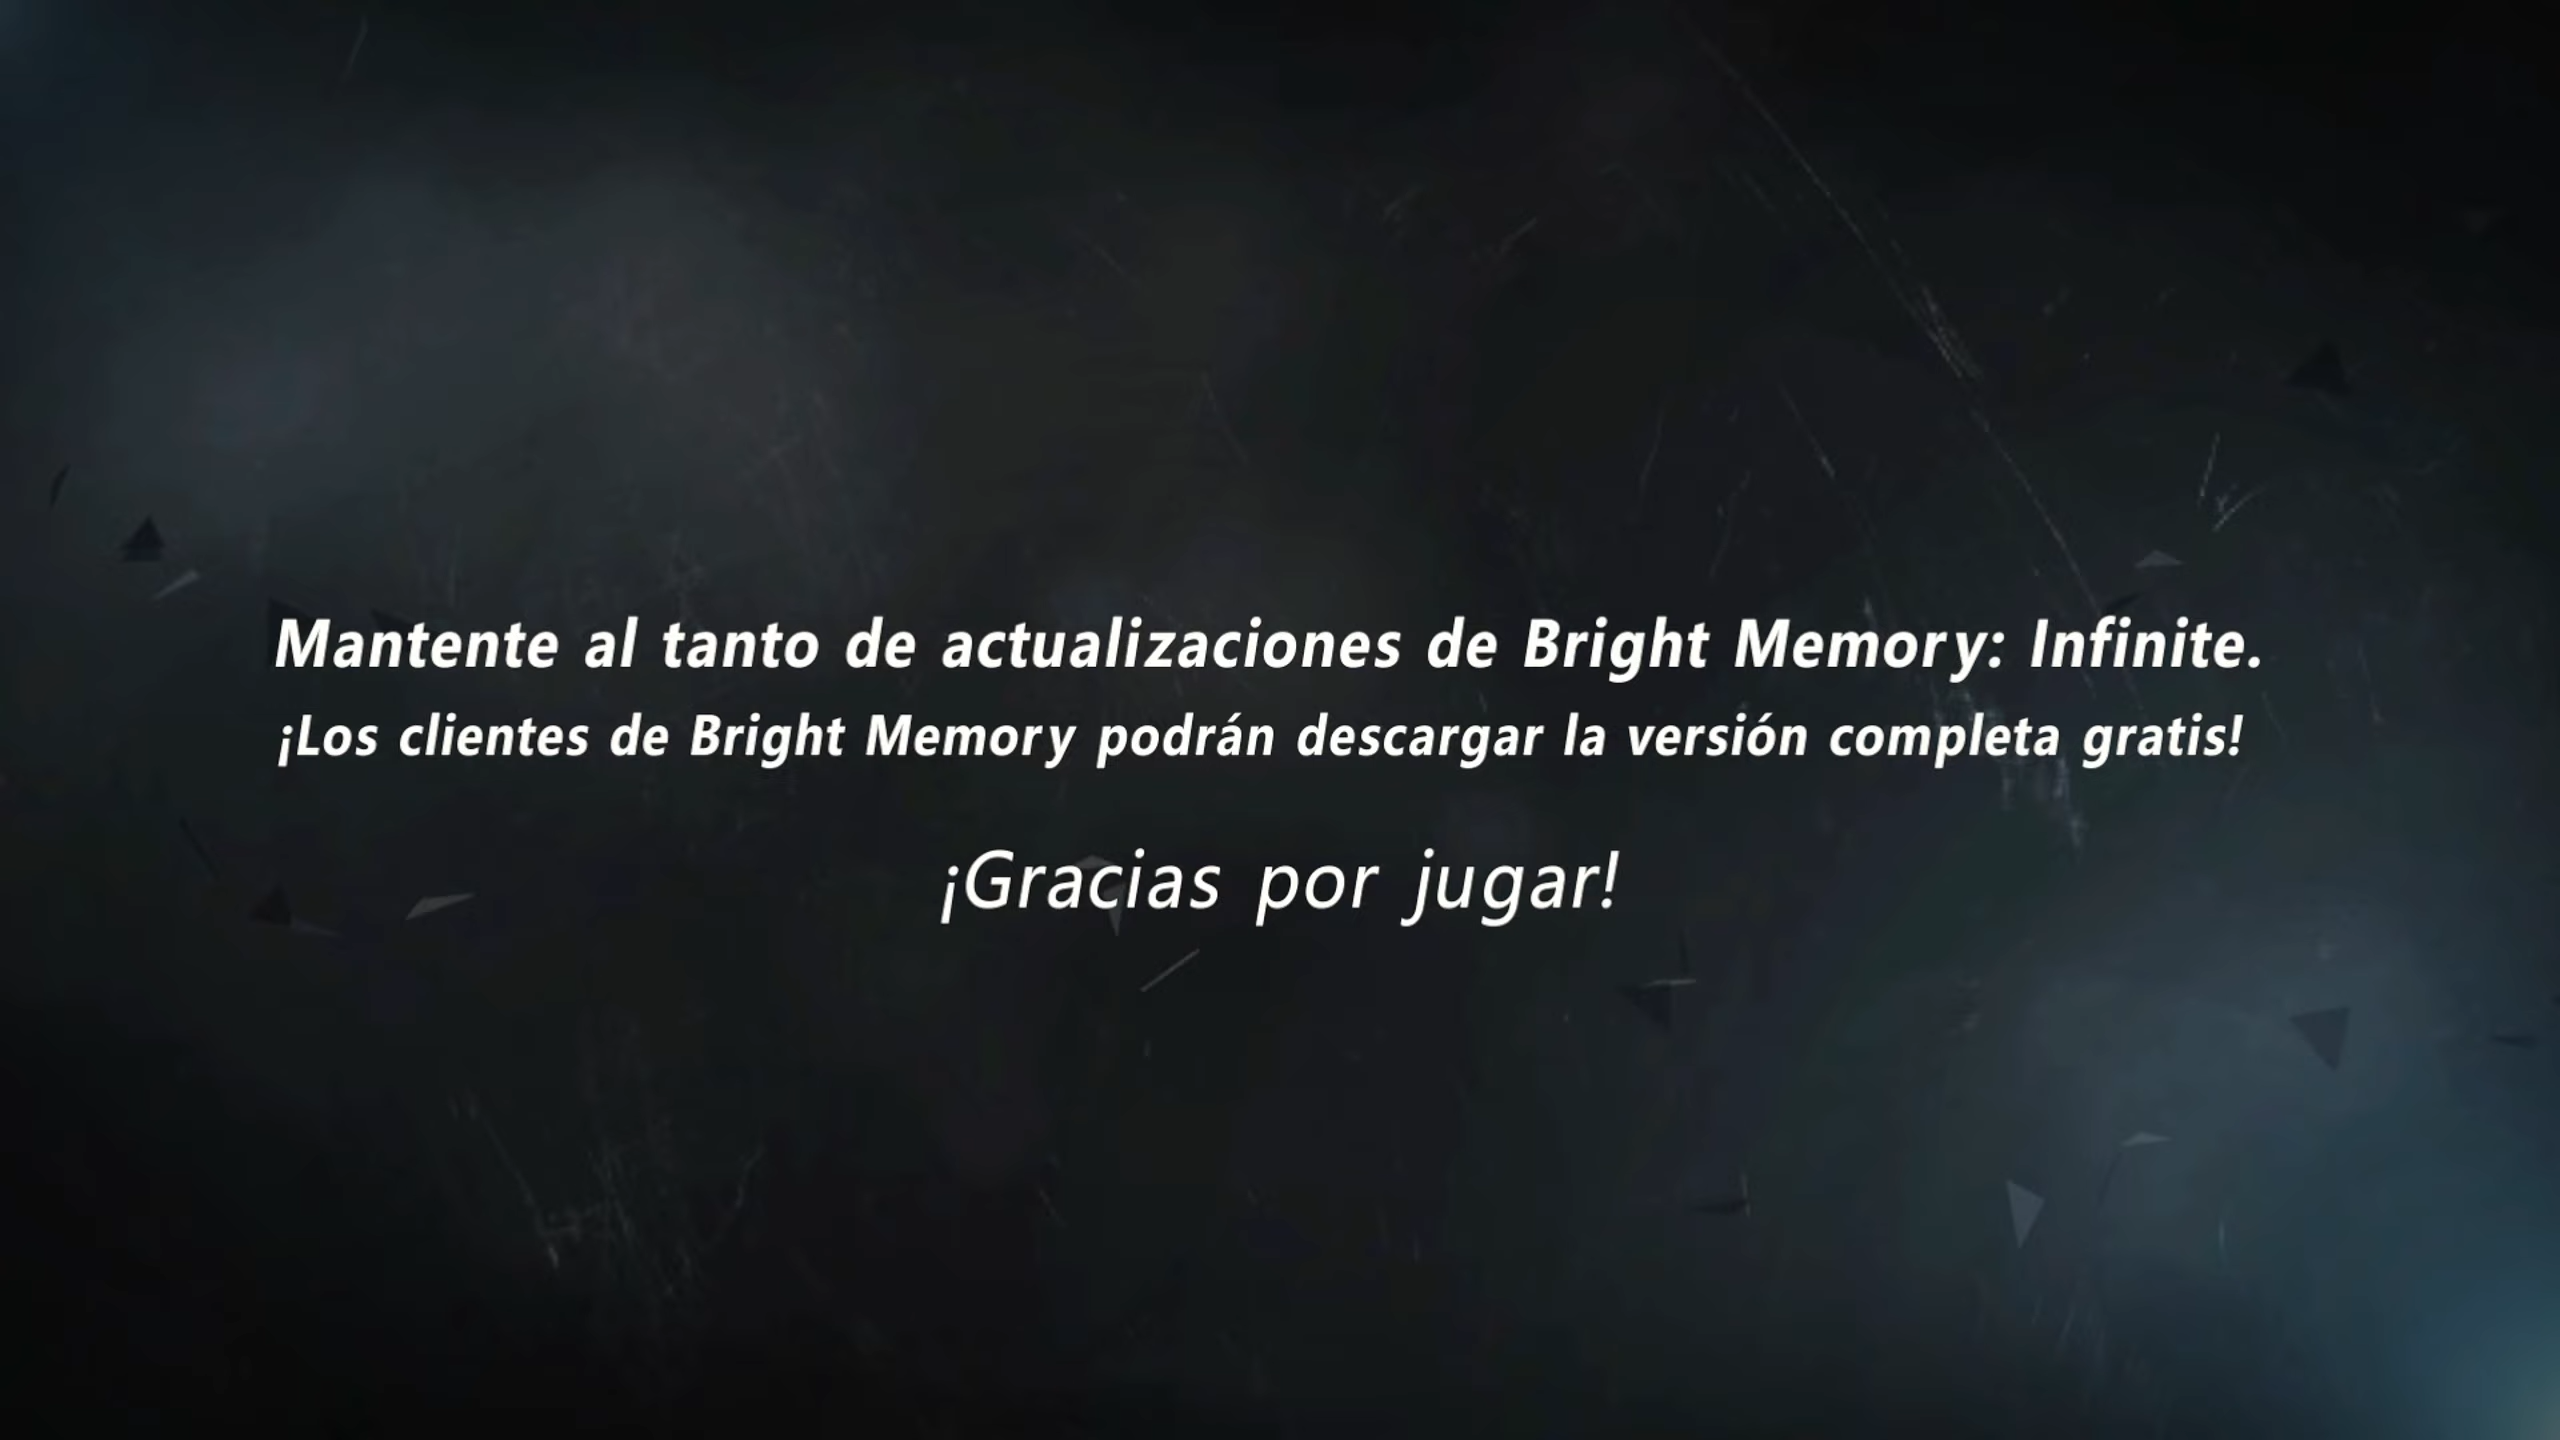 Mantente al tanto de actualizaciones de Bright Memory: Infinite.
¡Los clientes de Bright Memory podrán descargar la versión completa gratis!
¡Gracias por jugar!